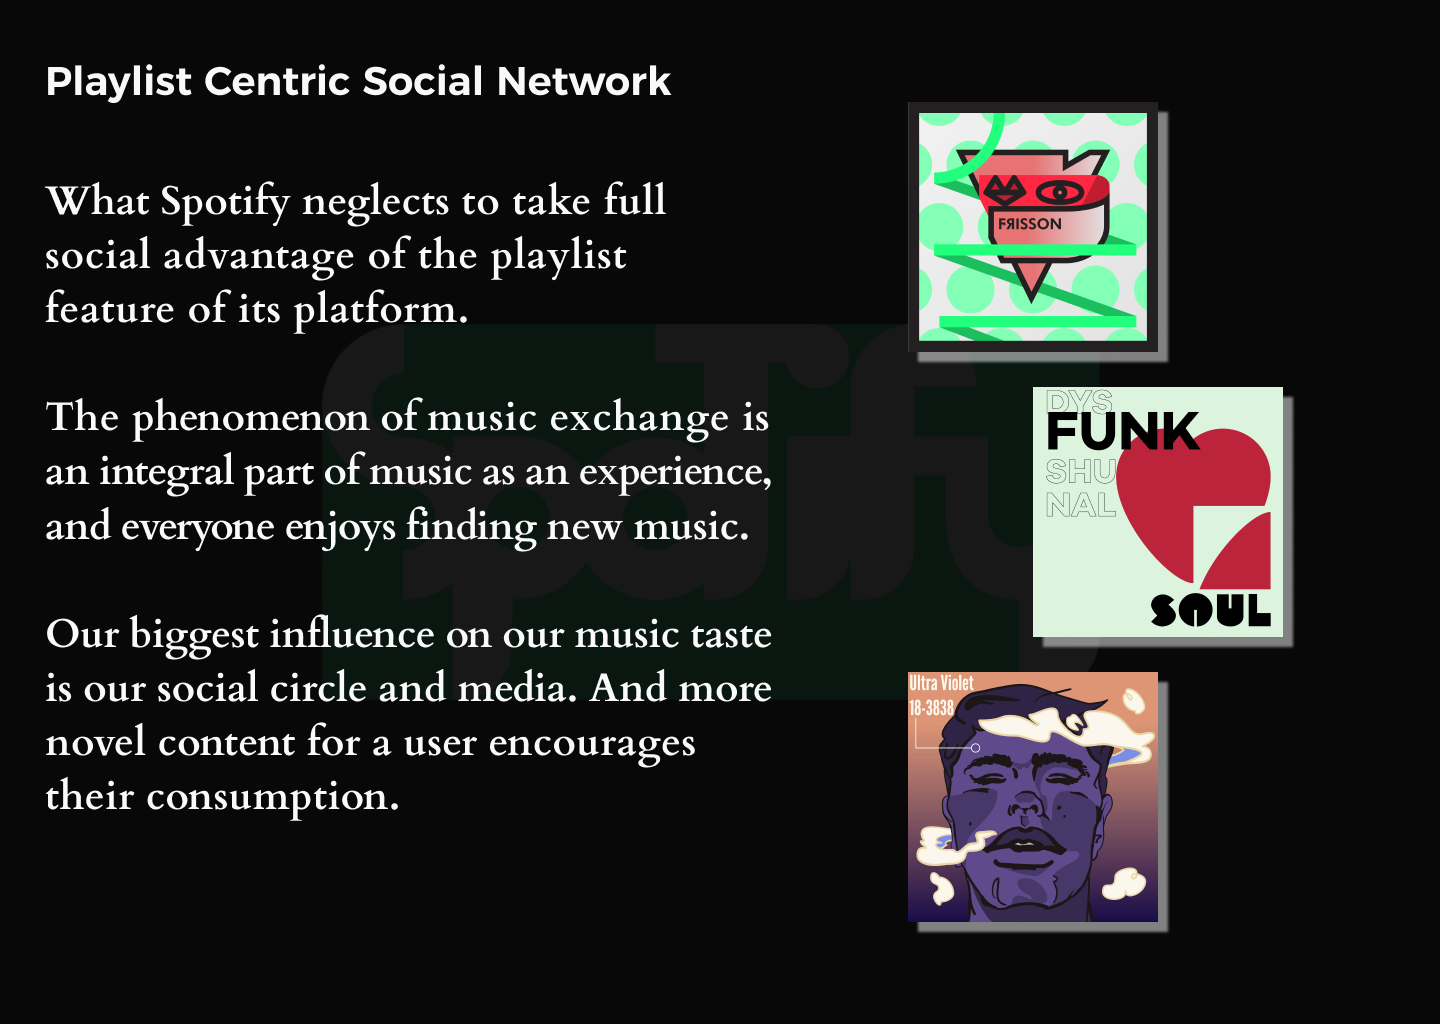 Playlist Centric Social Network
What Spotify neglects to take full
social advantage of the playlist
feature of its platform.
The phenomenon of music exchange is
an integral part of music as an experience,
and everyone enjoys finding new music.
Our biggest influence on our music taste
is our social circle and media. And more
novel content for a user encourages
their consumption.
Spotify
FЯISSON
DYS
FUNK
SHU
NAL
SOUL
Ultra Violet
18-3838